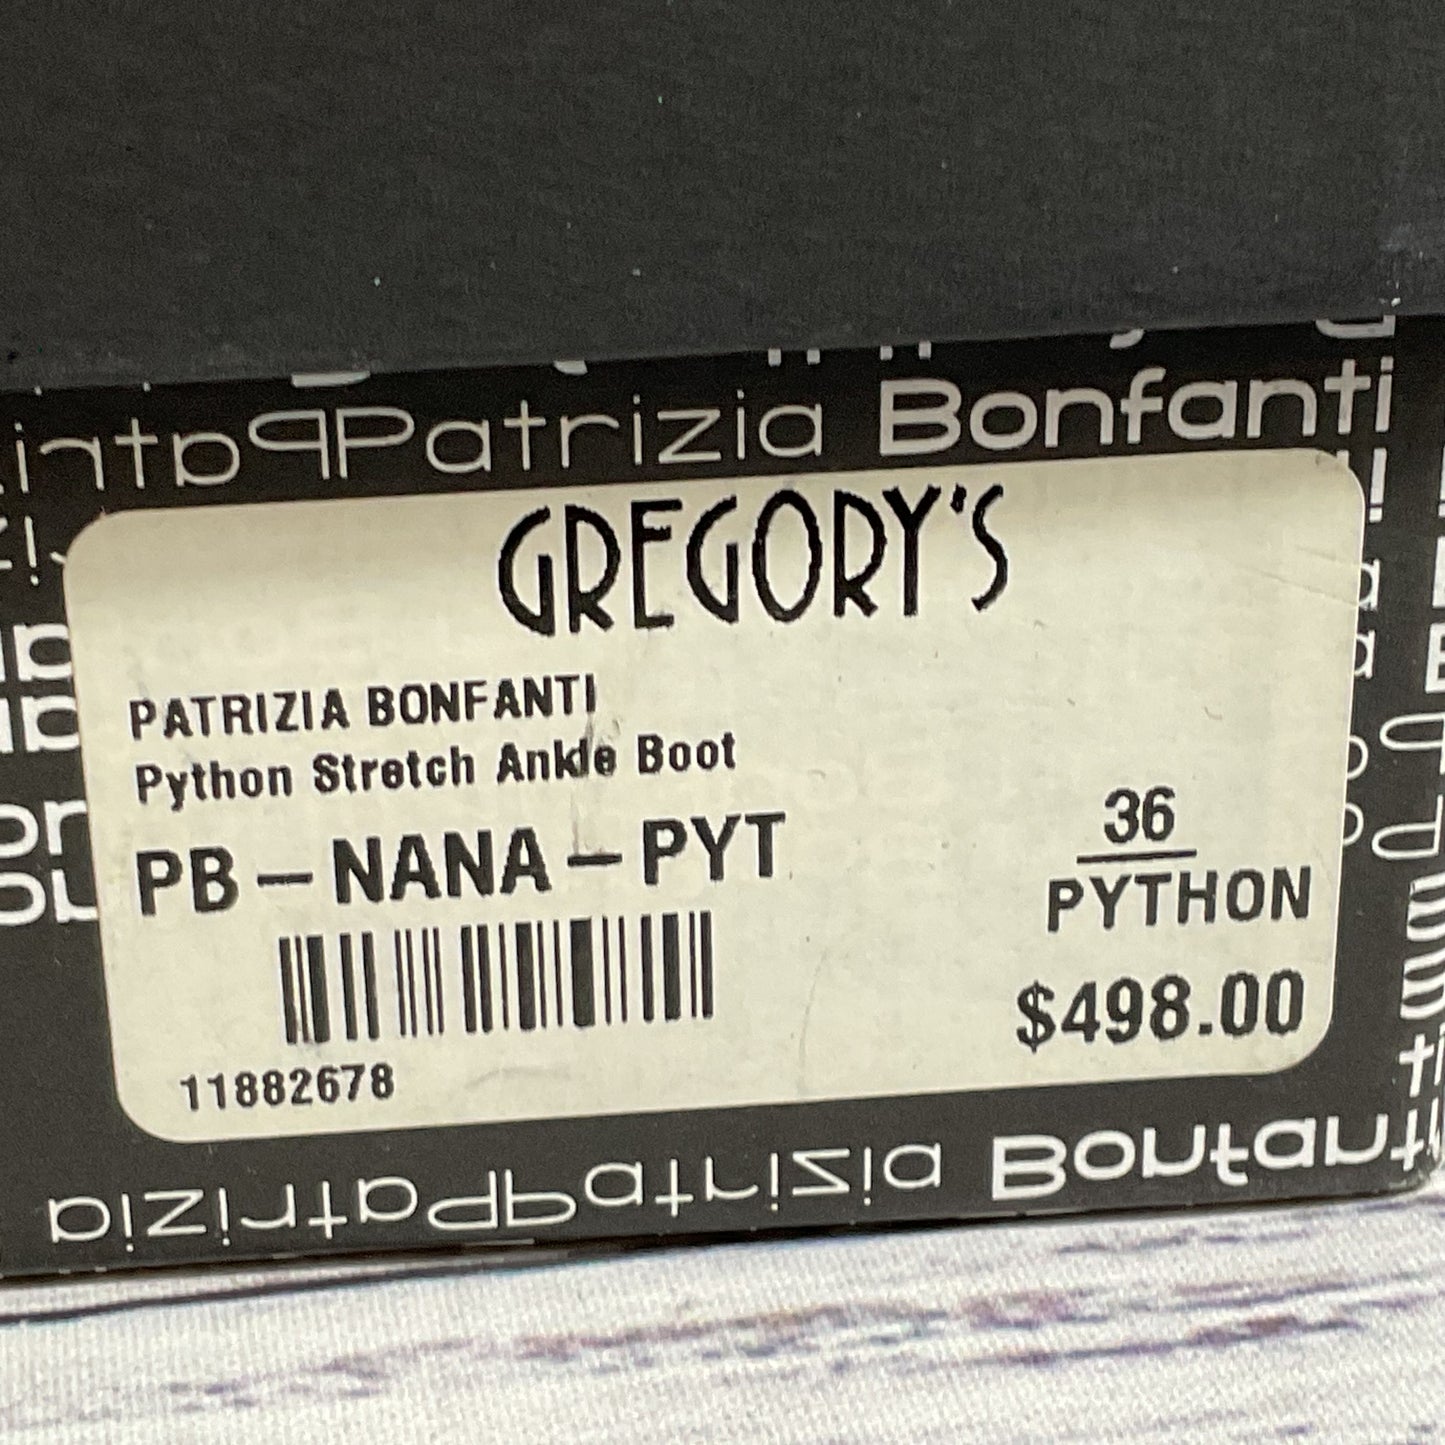 Patrizia Bonfanti
GREGORY'S
PATRIZIA BONFANTI
Python Stretch Ankle Boot
PB-NANA-PYT
36
PYTHON
$498.00
11882678
Patrizia Bonfanti